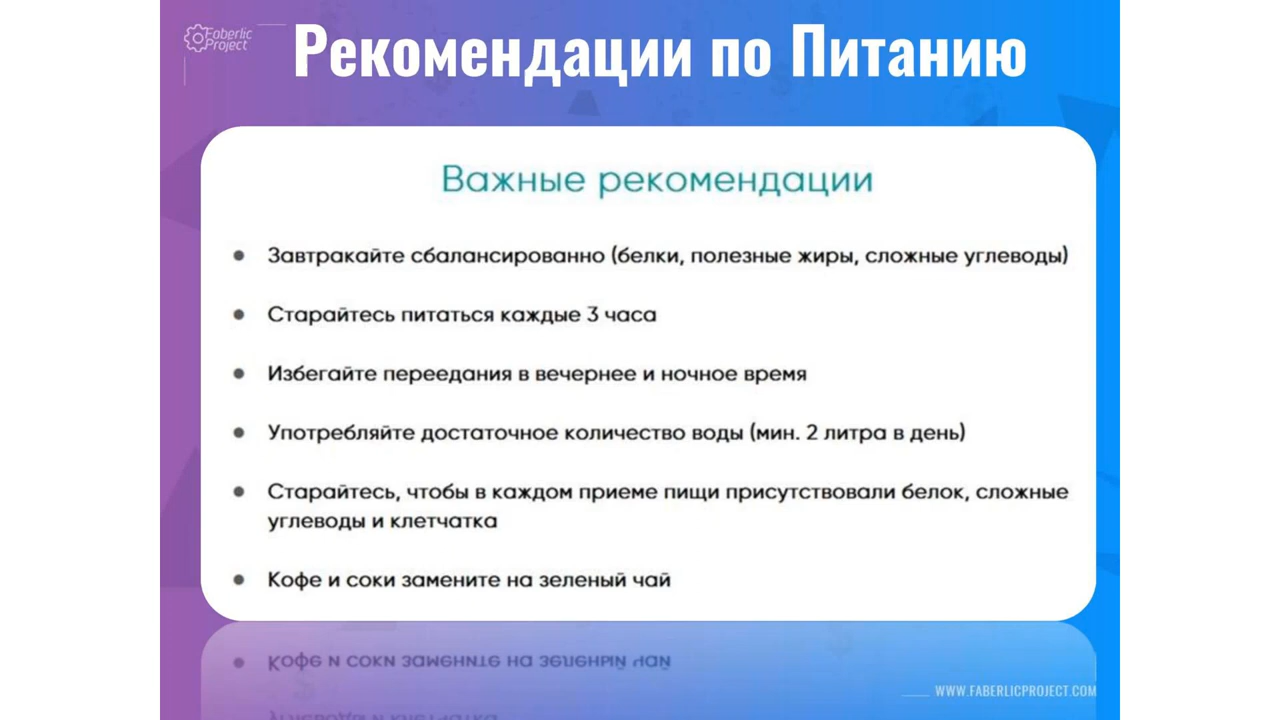 Faberlic
Project
Рекомендации по Питанию
Важные рекомендации
● Завтракайте сбалансированно (белки, полезные жиры, сложные углеводы)
● Старайтесь питаться каждые 3 часа
● Избегайте переедания в вечернее и ночное время
● Употребляйте достаточное количество воды (мин. 2 литра в день)
● Старайтесь, чтобы в каждом приеме пищи присутствовали белок, сложные
углеводы и клетчатка
● Кофе и соки замените на зеленый чай
WWW.FABERLICPROJECT.COM